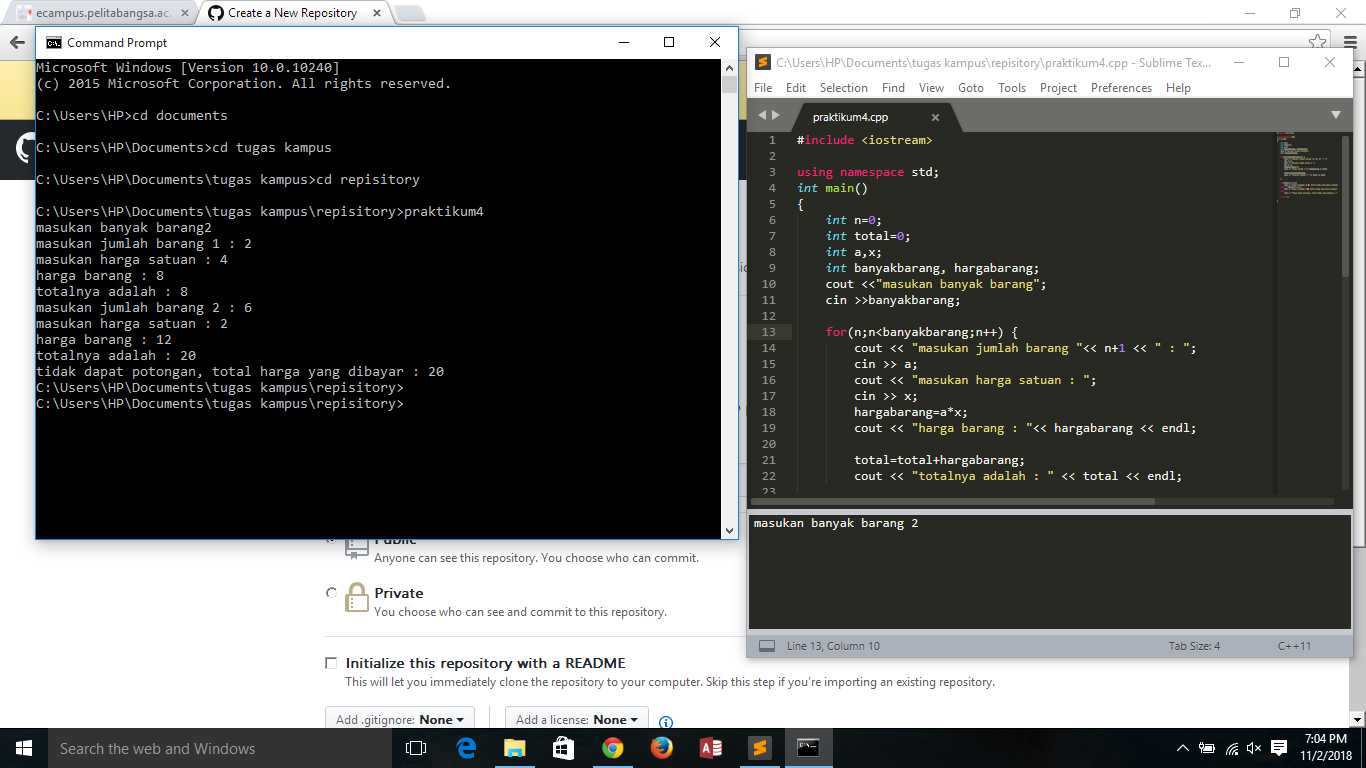 ecampus.pelitabangsa.ac.
Create a New Repository
Command Prompt
Microsoft Windows [Version 10.0.10240]
(c) 2015 Microsoft Corporation. All rights reserved.
C:\Users\HP>cd documents
C:\Users\HP\Documents>cd tugas kampus
C:\Users\HP\Documents\tugas kampus>cd repisitory
C:\Users\HP\Documents\tugas kampus\repisitory>praktikum4
masukan banyak barang2
masukan jumlah barang 1 : 2
masukan harga satuan : 4
harga barang : 8
totalnya adalah : 8
masukan jumlah barang 2 : 6
masukan harga satuan : 2
harga barang : 12
totalnya adalah : 20
tidak dapat potongan, total harga yang dibayar : 20
C:\Users\HP\Documents\tugas kampus\repisitory>
C:\Users\HP\Documents\tugas kampus\repisitory>
C:\Users\HP\Documents\tugas kampus\repisitory\praktikum4.cpp - Sublime Tex...
File Edit Selection Find View Goto Tools Project Preferences Help
praktikum4.cpp
1 #include <iostream>
2
3 using namespace std;
4 int main()
5 {
6 int n=0;
7 int total=0;
8 int a,x;
9 int banyakbarang, hargabarang;
10 cout <<"masukan banyak barang";
11 cin >>banyakbarang;
12
13 for(n;n<banyakbarang;n++) {
14 cout << "masukan jumlah barang "<< n+1 << " : ";
15 cin >> a;
16 cout << "masukan harga satuan : ";
17 cin >> x;
18 hargabarang=a*x;
19 cout << "harga barang : "<< hargabarang << endl;
20
21 total=total+hargabarang;
22 cout << "totalnya adalah : " << total << endl;
23
masukan banyak barang 2
Line 13, Column 10
Tab Size: 4
C++11
Public
Anyone can see this repository. You choose who can commit.
Private
You choose who can see and commit to this repository.
Initialize this repository with a README
This will let you immediately clone the repository to your computer. Skip this step if you're importing an existing repository.
Add .gitignore: None
Add a license: None
Search the web and Windows
7:04 PM
11/2/2018